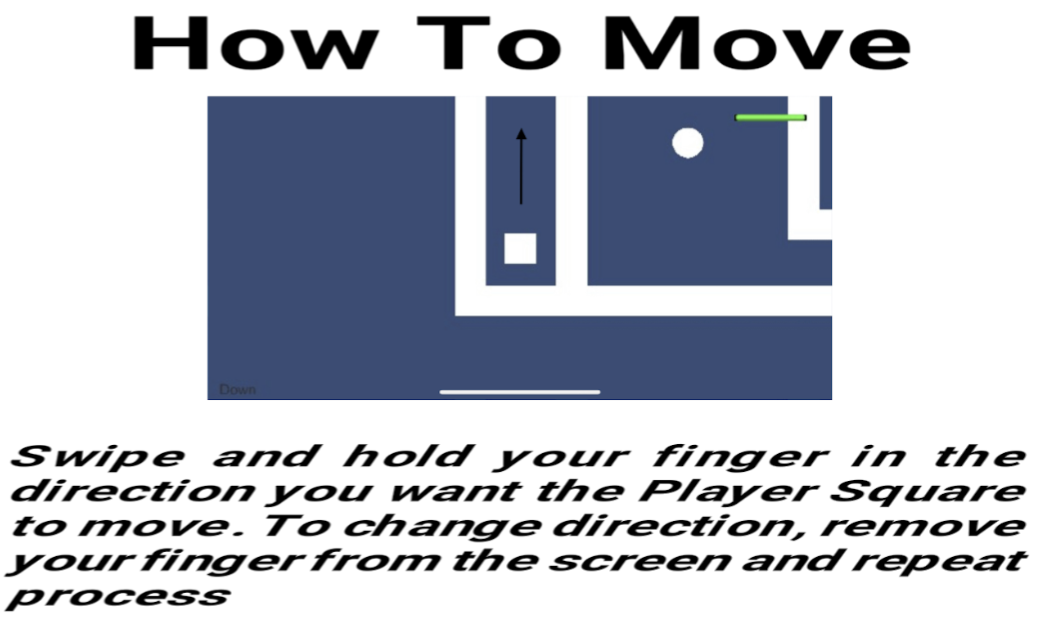 How To Move
Down
Swipe and hold your finger in the
direction you want the Player Square
to move. To change direction, remove
your finger from the screen and repeat
process